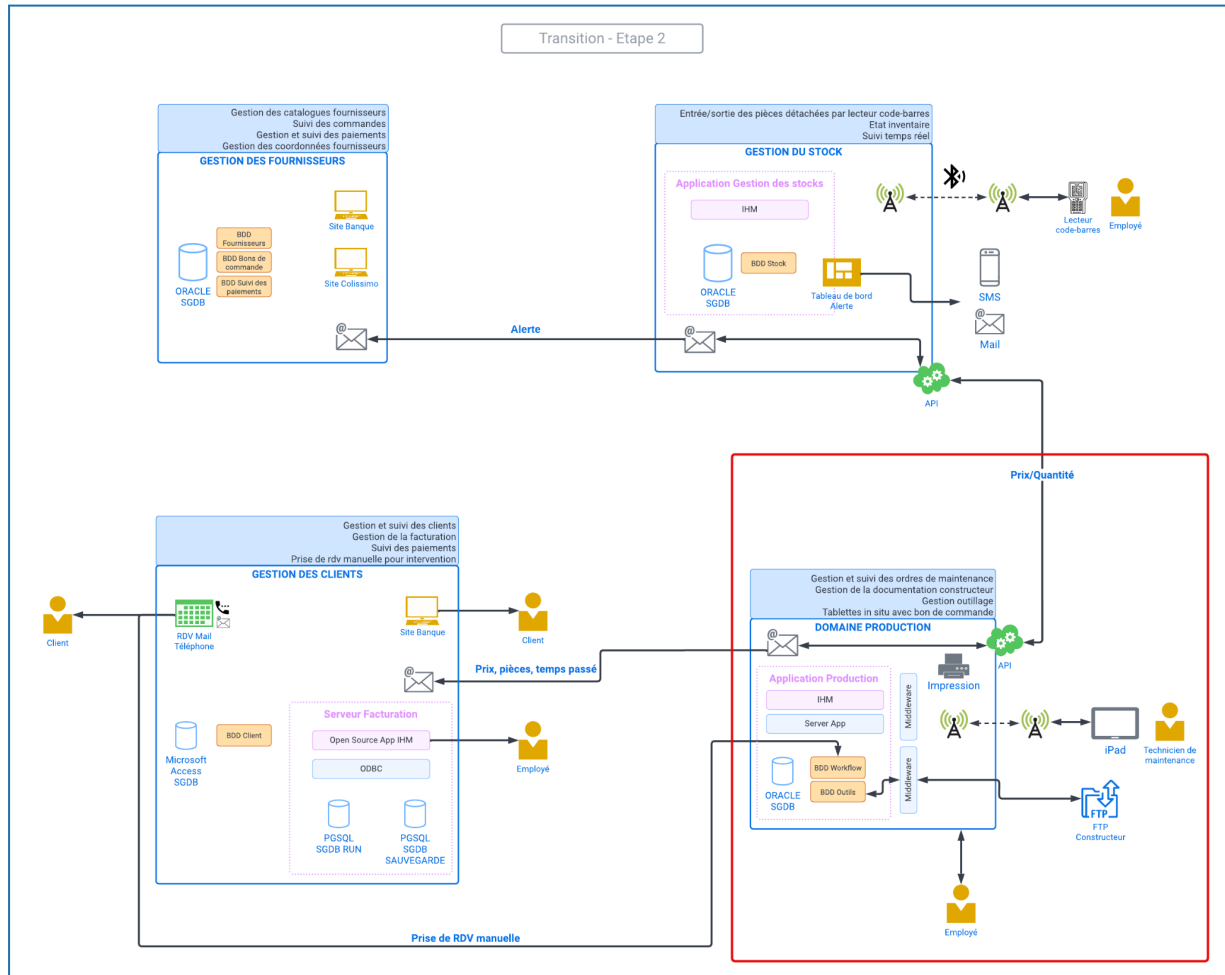 Transition - Etape 2
Gestion des catalogues fournisseurs
Suivi des commandes
Gestion et suivi des paiements
Gestion des coordonnées fournisseurs
GESTION DES FOURNISSEURS
BDD
Fournisseurs
BDD Bons de
commande
BDD Suivi des
paiements
ORACLE
SGDB
Site Banque
Site Colissimo
@
Alerte
Entrée/sortie des pièces détachées par lecteur code-barres
Etat inventaire
Suivi temps réel
GESTION DU STOCK
Application Gestion des stocks
IHM
BDD Stock
ORACLE
SGDB
Tableau de bord
Alerte
@
Lecteur
code-barres
Employé
SMS
@
Mail
API
Prix/Quantité
Gestion et suivi des clients
Gestion de la facturation
Suivi des paiements
Prise de rdv manuelle pour intervention
GESTION DES CLIENTS
Client
RDV Mail
Téléphone
Site Banque
Client
@
Prix, pièces, temps passé
Serveur Facturation
Open Source App IHM
ODBC
Employé
BDD Client
Microsoft
Access
SGDB
PGSQL
SGDB RUN
PGSQL
SGDB
SAUVEGARDE
Prise de RDV manuelle
Gestion et suivi des ordres de maintenance
Gestion de la documentation constructeur
Gestion outillage
Tablettes in situ avec bon de commande
DOMAINE PRODUCTION
@
API
Impression
Application Production
IHM
Server App
Middleware
BDD Workflow
BDD Outils
ORACLE
SGDB
Middleware
iPad
Technicien de
maintenance
FTP
FTP
Constructeur
Employé